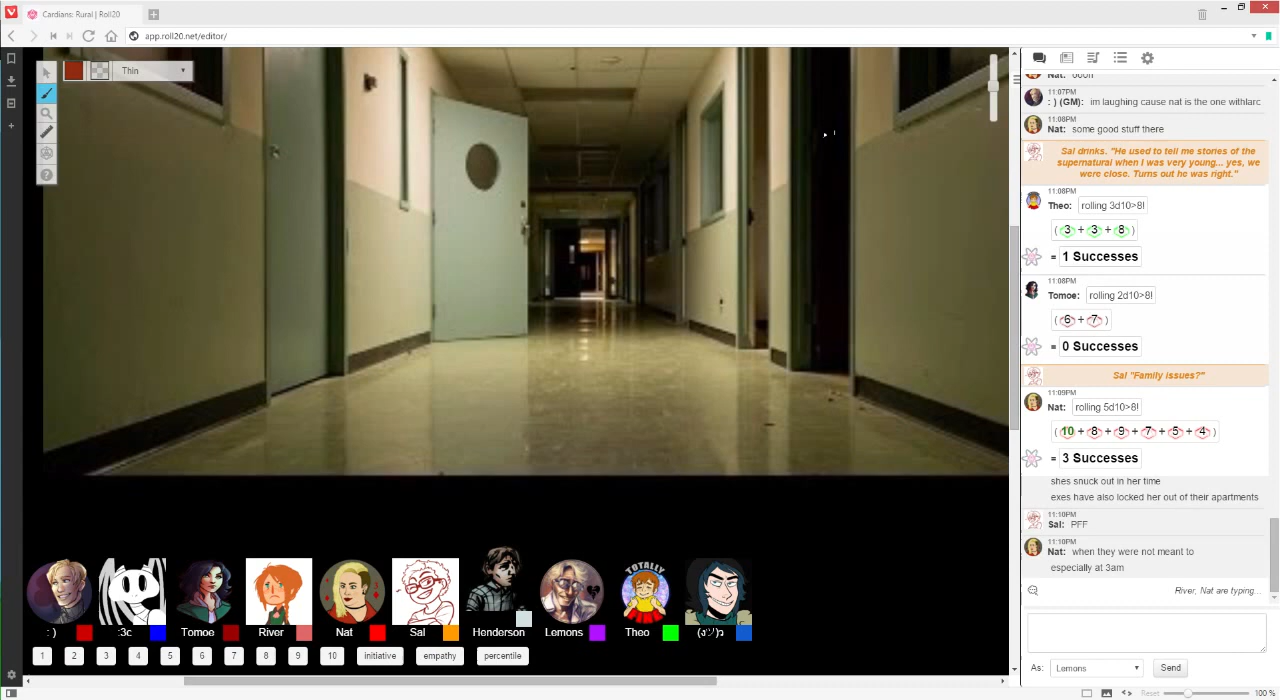 Cardians: Rural | Roll20
app.roll20.net/editor/
Thin
Nat: oooh
: ) (GM): im laughing cause nat is the one withlarc
11:07PM
11:08PM
Nat: some good stuff there
Sal drinks. "He used to tell me stories of the
supernatural when I was very young... yes, we
were close. Turns out he was right."
11:08PM
Theo: rolling 3d10>8!
(3+3+8)
= 1 Successes
11:08PM
Tomoe: rolling 2d10>8!
(6+7)
= 0 Successes
Sal "Family issues?"
11:09PM
Nat: rolling 5d10>8!
(10+8+9+7+5+4)
= 3 Successes
shes snuck out in her time
exes have also locked her out of their apartments
11:10PM
Sal: PFF
11:10PM
Nat: when they were not meant to
especially at 3am
River, Nat are typing...
As: Lemons Send
TOTALLY
: ) :3c Tomoe River Nat Sal Henderson Lemons Theo
1 2 3 4 5 6 7 8 9 10 initiative empathy percentile
Reset 100 %